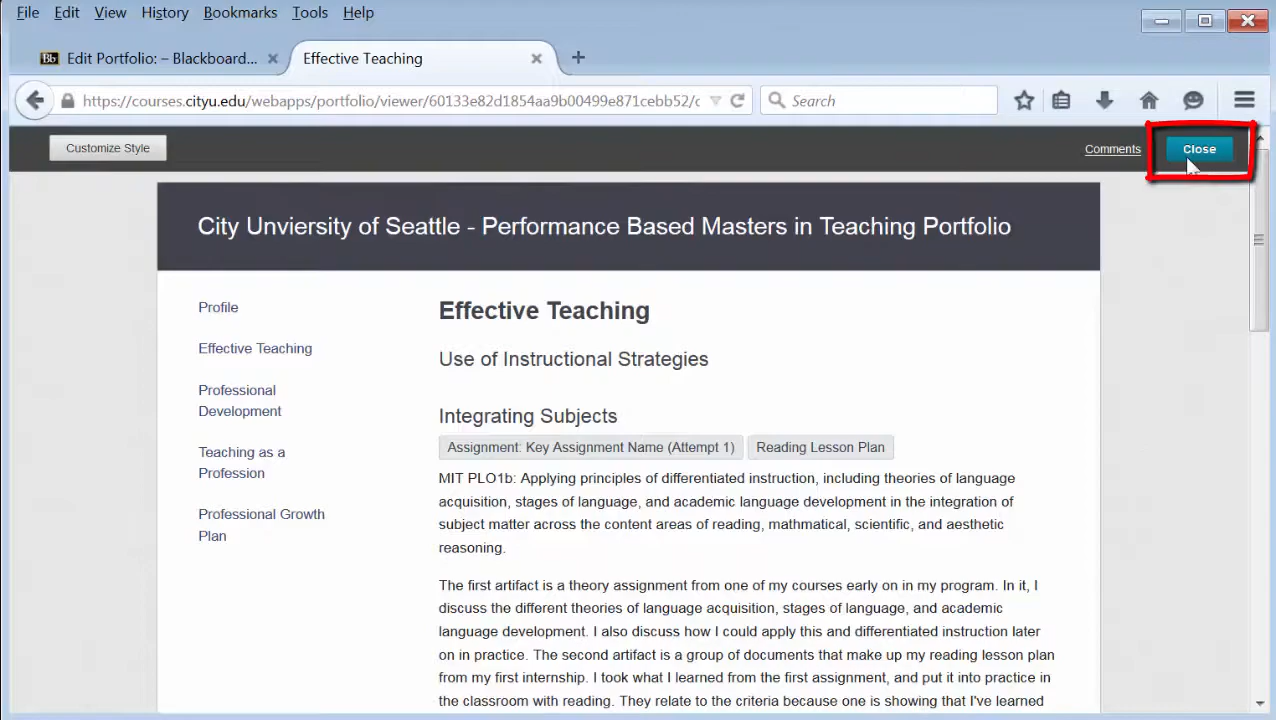 File Edit View History Bookmarks Tools Help
Bb Edit Portfolio: – Blackboard... Effective Teaching
https://courses.cityu.edu/webapps/portfolio/viewer/60133e82d1854aa9b00499e871cebb52/c Search
Customize Style Comments Close
City Unviersity of Seattle - Performance Based Masters in Teaching Portfolio
Profile
Effective Teaching
Professional
Development
Teaching as a
Profession
Professional Growth
Plan
Effective Teaching
Use of Instructional Strategies
Integrating Subjects
Assignment: Key Assignment Name (Attempt 1) Reading Lesson Plan
MIT PLO1b: Applying principles of differentiated instruction, including theories of language
acquisition, stages of language, and academic language development in the integration of
subject matter across the content areas of reading, mathmatical, scientific, and aesthetic
reasoning.
The first artifact is a theory assignment from one of my courses early on in my program. In it, I
discuss the different theories of language acquisition, stages of language, and academic
language development. I also discuss how I could apply this and differentiated instruction later
on in practice. The second artifact is a group of documents that make up my reading lesson plan
from my first internship. I took what I learned from the first assignment, and put it into practice in
the classroom with reading. They relate to the criteria because one is showing that I've learned